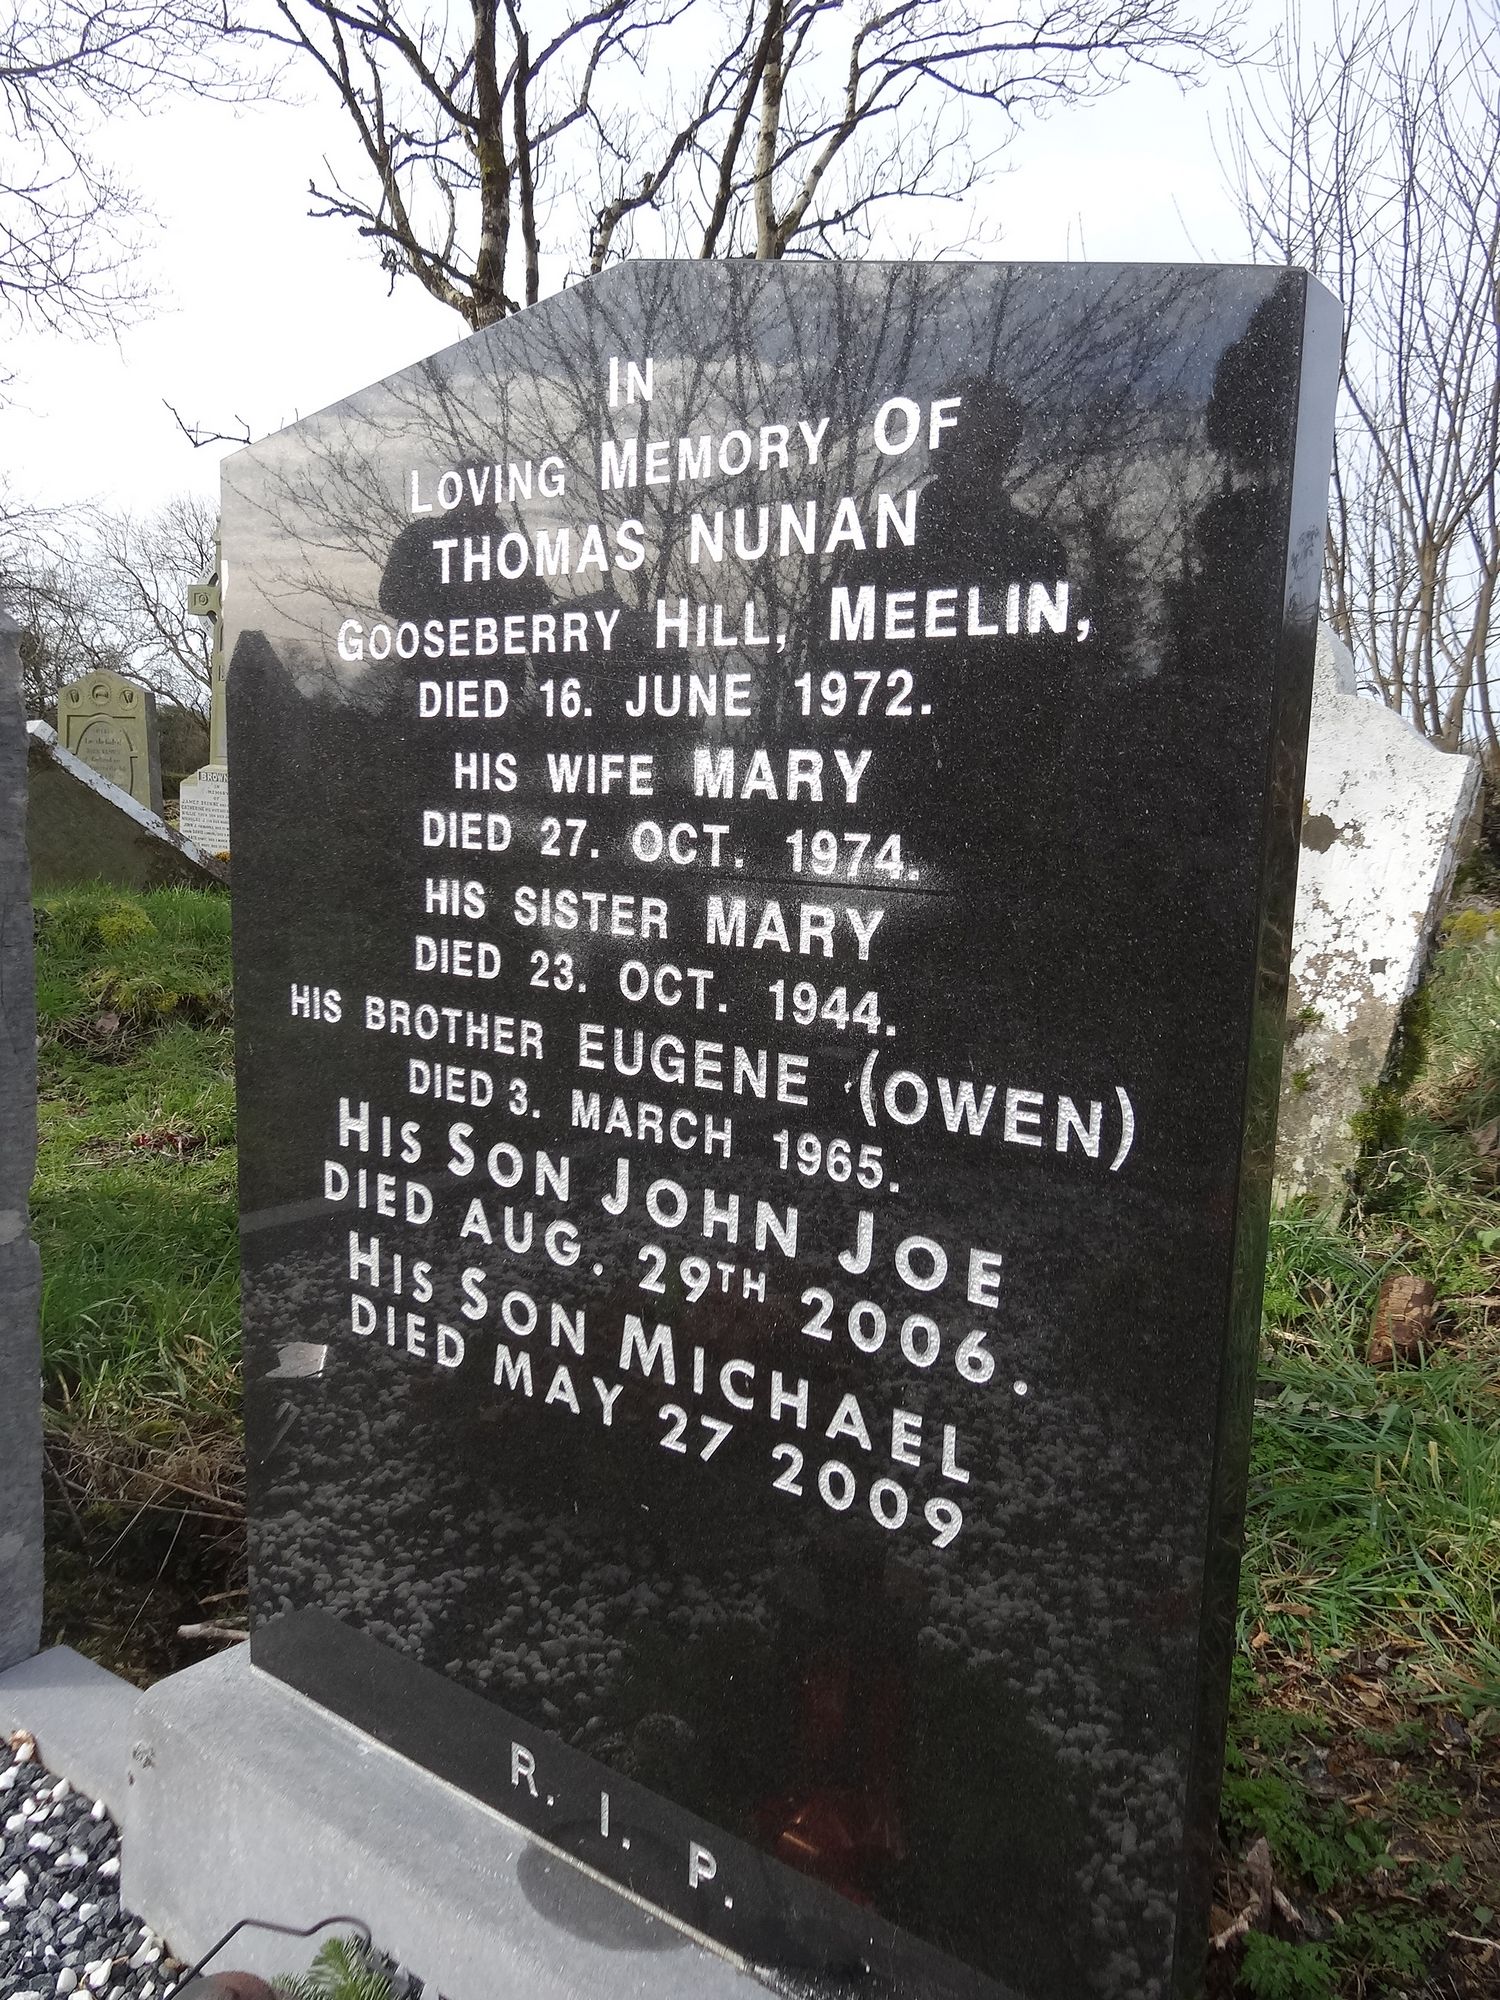 IN
LOVING MEMORY OF
THOMAS NUNAN
GOOSEBERRY HILL, MEELIN,
DIED 16. JUNE 1972.
HIS WIFE MARY
DIED 27. OCT. 1974.
HIS SISTER MARY
DIED 23. OCT. 1944.
HIS BROTHER EUGENE (OWEN)
DIED 3. MARCH 1965.
HIS SON JOHN JOE
DIED AUG. 29TH 2006.
HIS SON MICHAEL
DIED MAY 27 2009
R. I. P.
BROWN